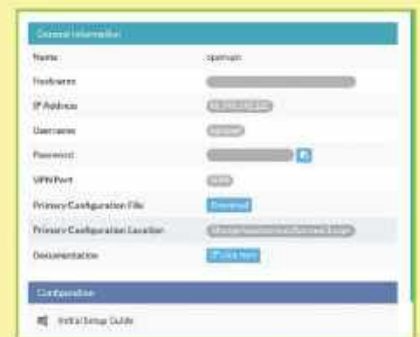 General Information
Name openvpn
Hostname
IP Address
Username
Password
VPN Port
Primary Configuration File Download
Primary Configuration Location
Documentation Click Here
Configuration
Initial Setup Guide